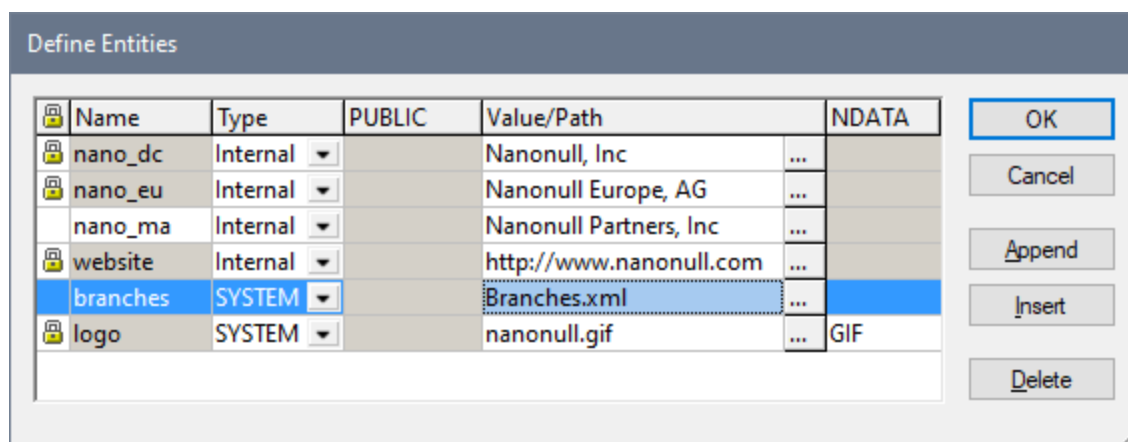 Define Entities
Name Type PUBLIC Value/Path NDATA
nano_dc Internal Nanonull, Inc ...
nano_eu Internal Nanonull Europe, AG ...
nano_ma Internal Nanonull Partners, Inc ...
website Internal http://www.nanonull.com ...
branches SYSTEM Branches.xml ...
logo SYSTEM nanonull.gif ... GIF
OK
Cancel
Append
Insert
Delete